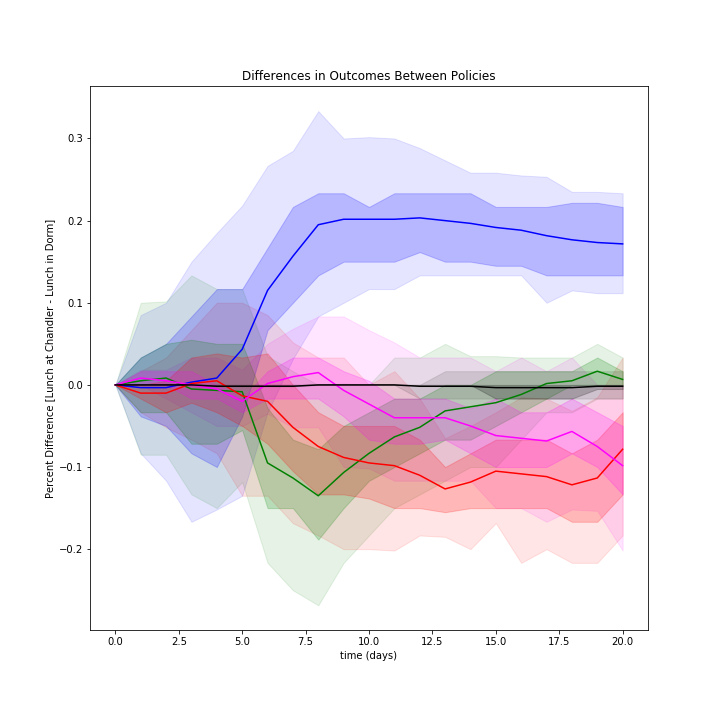 Differences in Outcomes Between Policies
Percent Difference [Lunch at Chandler - Lunch in Dorm]
0.3
0.2
0.1
0.0
−0.1
−0.2
0.0 2.5 5.0 7.5 10.0 12.5 15.0 17.5 20.0
time (days)